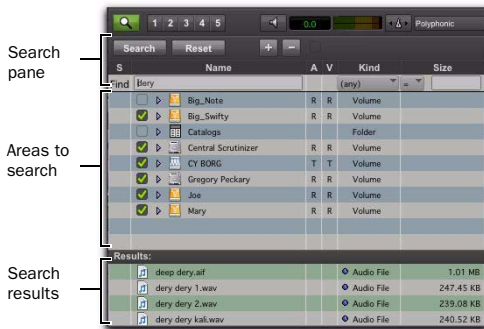 1 2 3 4 5 0.0 Polyphonic
Search Reset + −
Search pane
S Name A V Kind Size
Find dery (any) =
Big_Note R R Volume
Big_Swifty R R Volume
Catalogs Folder
Areas to search
Central Scrutinizer R R Volume
CY BORG T T Volume
Gregory Peckary R R Volume
Joe R R Volume
Mary R R Volume
Results:
Search results
deep dery.aif Audio File 1.01 MB
dery dery 1.wav Audio File 247.45 KB
dery dery 2.wav Audio File 239.08 KB
dery dery kali.wav Audio File 240.52 KB